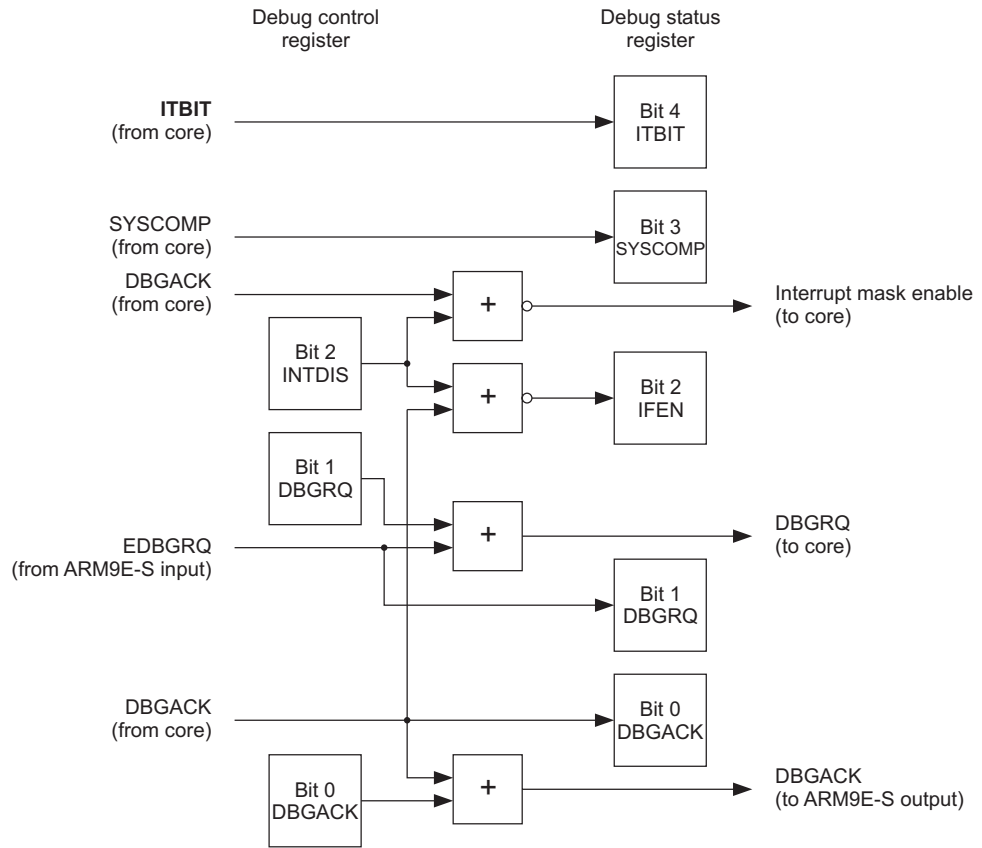 Debug control
register
Debug status
register
ITBIT
(from core)
Bit 4
ITBIT
SYSCOMP
(from core)
Bit 3
SYSCOMP
DBGACK
(from core)
+
Interrupt mask enable
(to core)
Bit 2
INTDIS
+
Bit 2
IFEN
Bit 1
DBGRQ
+
DBGRQ
(to core)
EDBGRQ
(from ARM9E-S input)
Bit 1
DBGRQ
DBGACK
(from core)
Bit 0
DBGACK
Bit 0
DBGACK
+
DBGACK
(to ARM9E-S output)